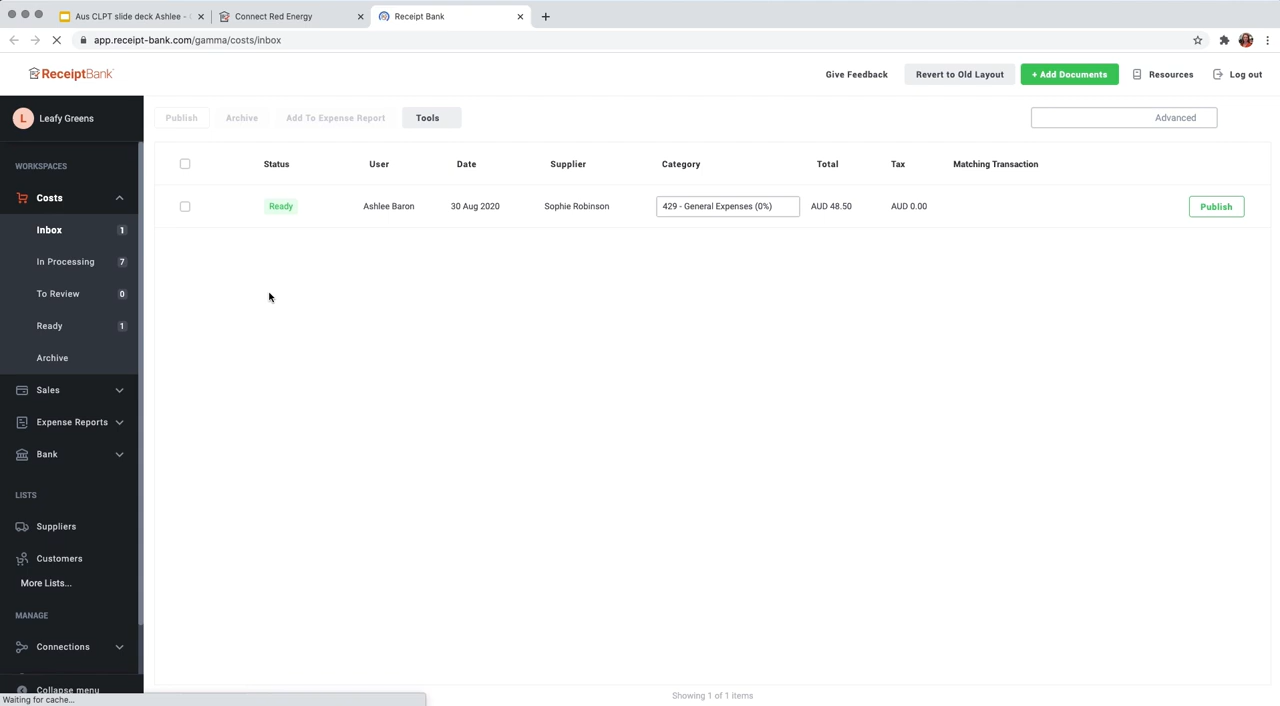 Aus CLPT slide deck Ashlee -
Connect Red Energy
Receipt Bank
app.receipt-bank.com/gamma/costs/inbox
ReceiptBank
Give Feedback
Revert to Old Layout
+ Add Documents
Resources
Log out
L Leafy Greens
Publish
Archive
Add To Expense Report
Tools
Advanced
WORKSPACES
Costs
Inbox 1
In Processing 7
To Review 0
Ready 1
Archive
Sales
Expense Reports
Bank
LISTS
Suppliers
Customers
More Lists...
MANAGE
Connections
Collapse menu
Status User Date Supplier Category Total Tax Matching Transaction
Ready Ashlee Baron 30 Aug 2020 Sophie Robinson 429 - General Expenses (0%) AUD 48.50 AUD 0.00 Publish
Showing 1 of 1 items
Waiting for cache...